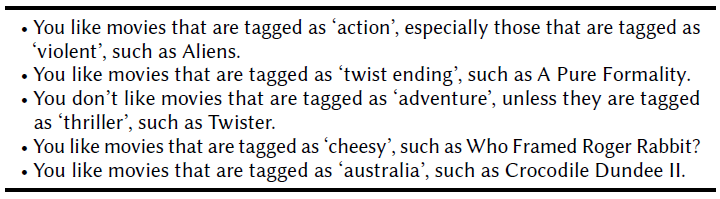 • You like movies that are tagged as ‘action’, especially those that are tagged as
‘violent’, such as Aliens.
• You like movies that are tagged as ‘twist ending’, such as A Pure Formality.
• You don’t like movies that are tagged as ‘adventure’, unless they are tagged
as ‘thriller’, such as Twister.
• You like movies that are tagged as ‘cheesy’, such as Who Framed Roger Rabbit?
• You like movies that are tagged as ‘australia’, such as Crocodile Dundee II.